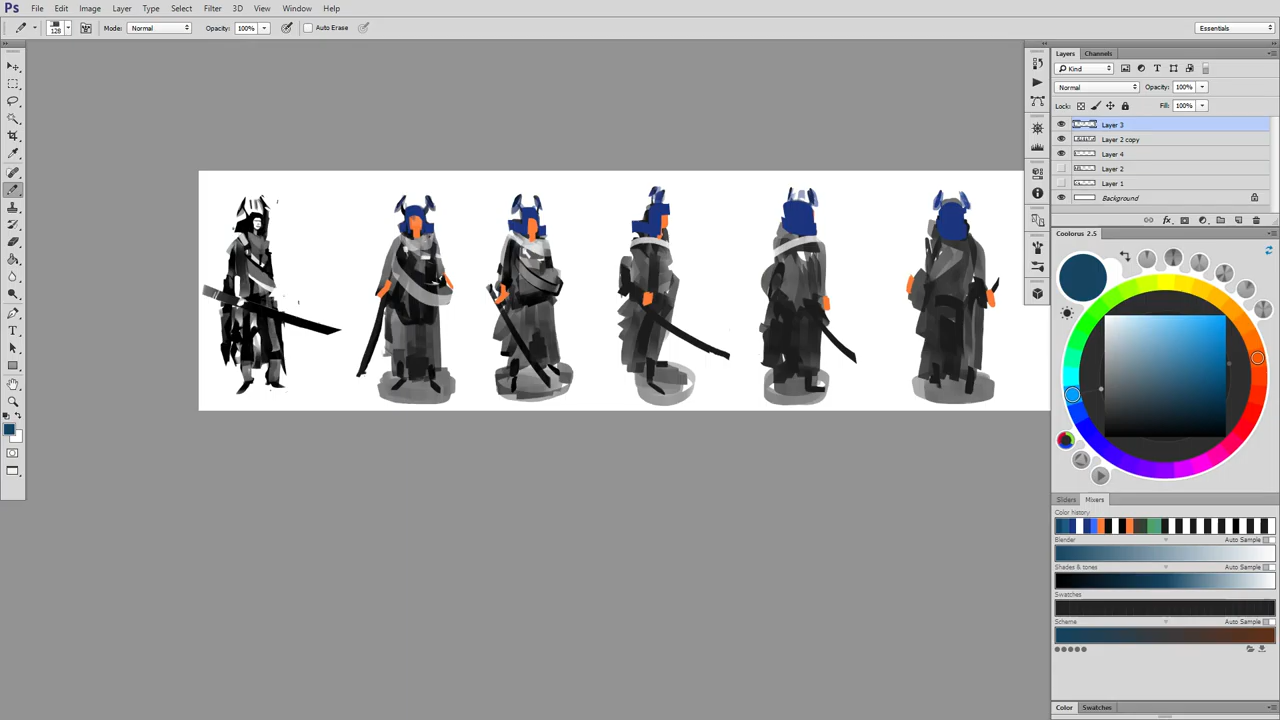 Ps File Edit Image Layer Type Select Filter 3D View Window Help
128 Mode: Normal Opacity: 100% Auto Erase Essentials
Layers Channels
Kind
Normal Opacity: 100%
Lock: Fill: 100%
Layer 3
Layer 2 copy
Layer 4
Layer 2
Layer 1
Background
fx
Coolorus 2.5
Sliders Mixers
Color history:
Blender Auto Sample
Shades & tones Auto Sample
Swatches
Scheme Auto Sample
Color Swatches